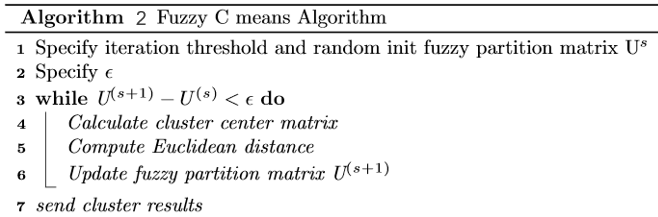 Algorithm 2 Fuzzy C means Algorithm
1 Specify iteration threshold and random init fuzzy partition matrix U^s
2 Specify ϵ
3 while U^(s+1) − U^(s) < ϵ do
4 Calculate cluster center matrix
5 Compute Euclidean distance
6 Update fuzzy partition matrix U^(s+1)
7 send cluster results